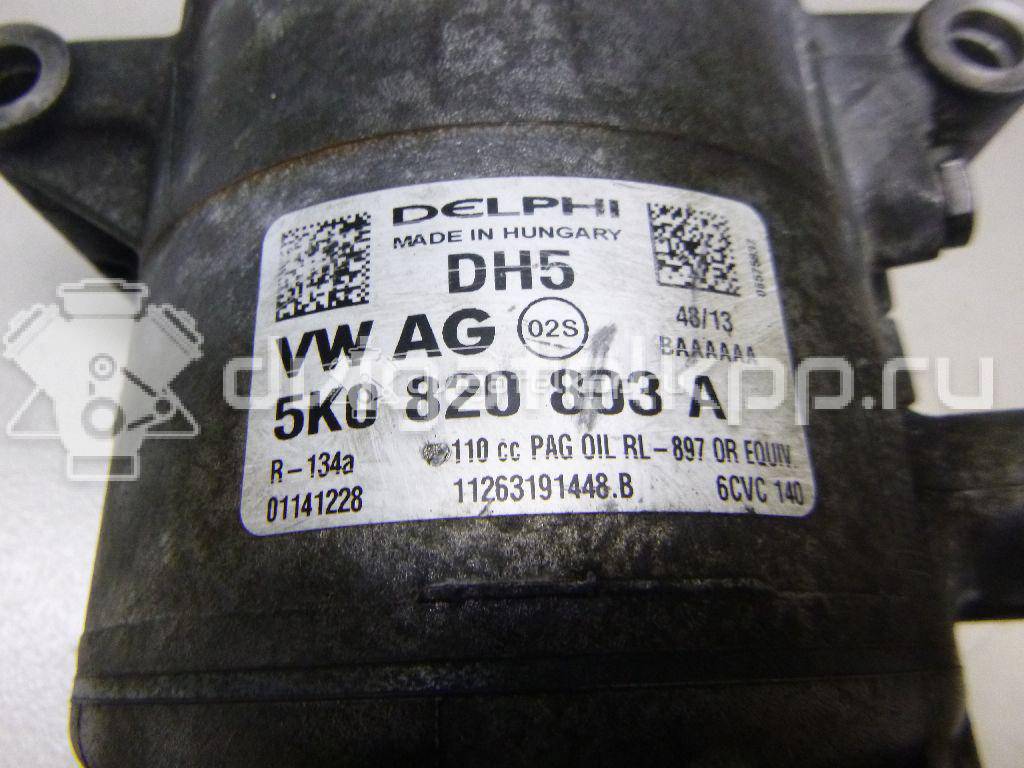 DELPHI
MADE IN HUNGARY
DH5
VW AG 02S 48/13
BAAAAAA
5K0 820 803 A
R-134a 110 cc PAG OIL RL-897 OR EQUIV.
01141228 11263191448.B 6CVC 140